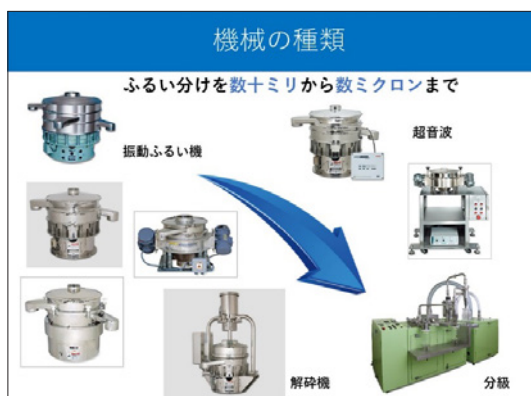 機械の種類
ふるい分けを数十ミリから数ミクロンまで
超音波
振動ふるい機
解砕機
分級